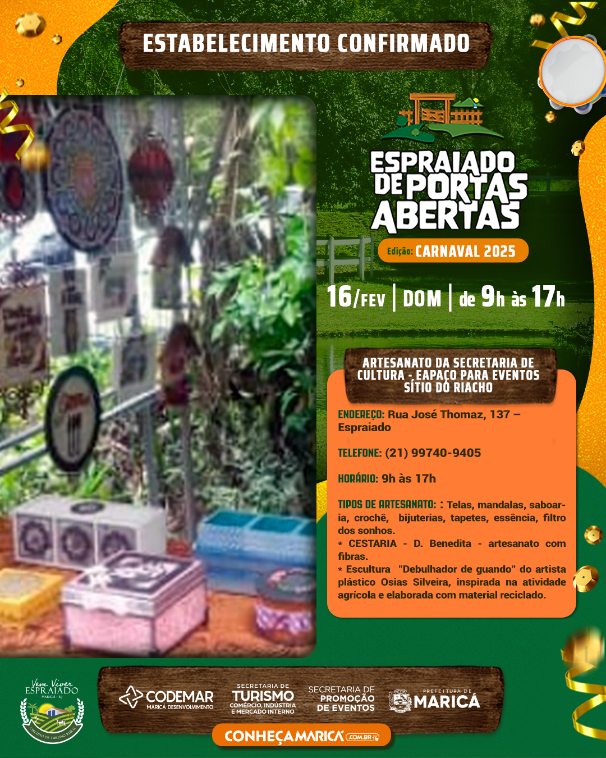 ESTABELECIMENTO CONFIRMADO
ESPRAIADO
DE PORTAS
ABERTAS
Edição: CARNAVAL 2025
16/FEV | DOM | de 9h às 17h
ARTESANATO DA SECRETARIA DE
CULTURA - EAPAÇO PARA EVENTOS
SÍTIO DO RIACHO
ENDEREÇO: Rua José Thomaz, 137 –
Espraiado
TELEFONE: (21) 99740-9405
HORÁRIO: 9h às 17h
TIPOS DE ARTESANATO: : Telas, mandalas, saboar-
ia, crochê, bijuterias, tapetes, essência, filtro
dos sonhos.
* CESTARIA - D. Benedita - artesanato com
fibras.
* Escultura "Debulhador de guando" do artista
plástico Osias Silveira, inspirada na atividade
agrícola e elaborada com material reciclado.
Vem Viver
ESPRAIADO
CODEMAR
MARICÁ DESENVOLVIMENTO
SECRETARIA DE
TURISMO
COMÉRCIO, INDÚSTRIA
E MERCADO INTERNO
SECRETARIA DE
PROMOÇÃO
DE EVENTOS
PREFEITURA DE
MARICÁ
CONHEÇAMARICÁ .COM.BR